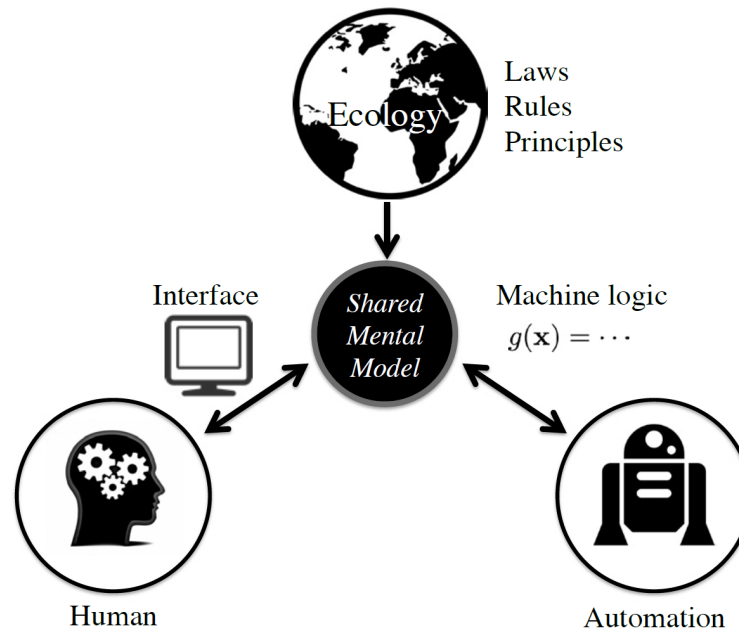 Ecology
Laws
Rules
Principles
Interface
Shared
Mental
Model
Machine logic
g(x) = ⋯
Human
Automation